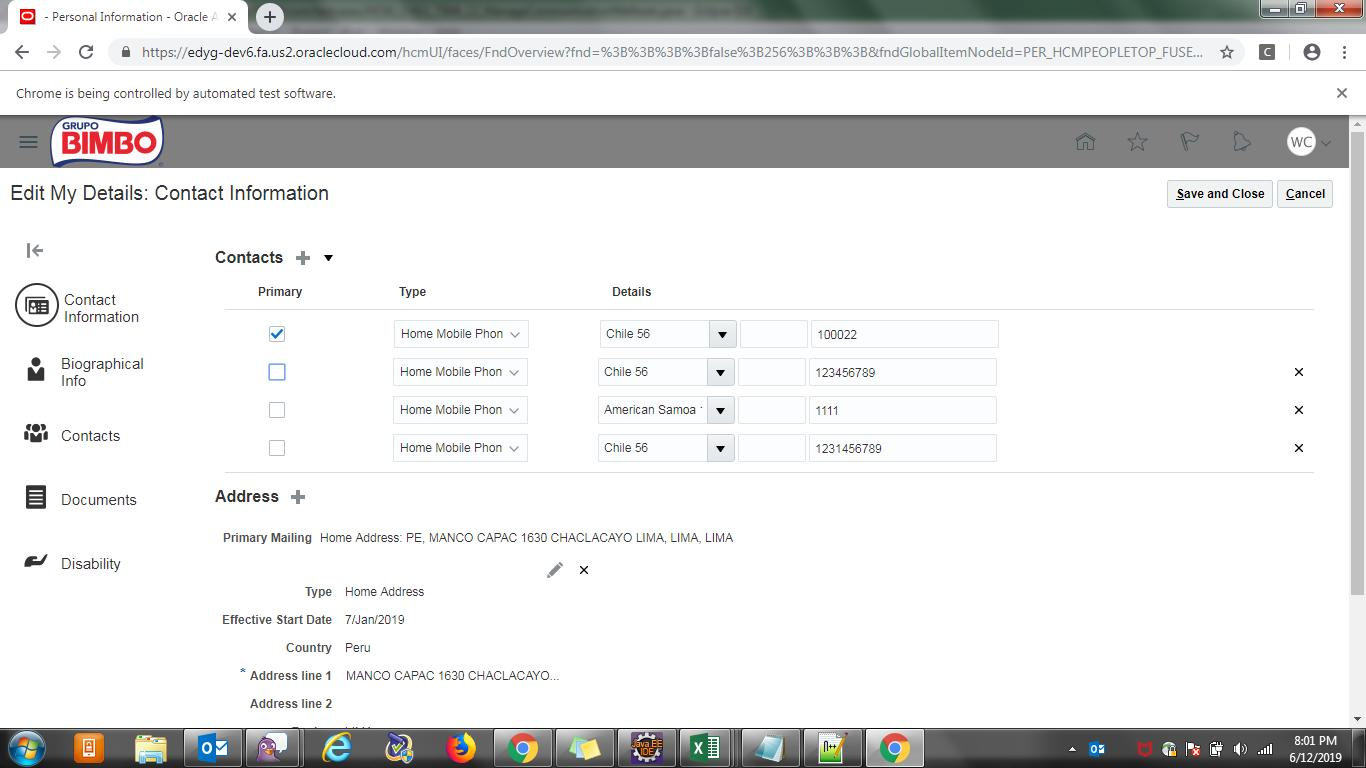 - Personal Information - Oracle A
https://edyg-dev6.fa.us2.oraclecloud.com/hcmUI/faces/FndOverview?fnd=%3B%3B%3B%3Bfalse%3B256%3B%3B%3B&fndGlobalItemNodeId=PER_HCMPEOPLETOP_FUSE...
C
Chrome is being controlled by automated test software.
GRUPO
BIMBO
WC
Edit My Details: Contact Information
Save and Close
Cancel
Contact
Information
Biographical
Info
Contacts
Documents
Disability
Contacts
Primary Type Details
Home Mobile Phon Chile 56 100022
Home Mobile Phon Chile 56 123456789
Home Mobile Phon American Samoa 1111
Home Mobile Phon Chile 56 1231456789
Address
Primary Mailing Home Address: PE, MANCO CAPAC 1630 CHACLACAYO LIMA, LIMA, LIMA
Type Home Address
Effective Start Date 7/Jan/2019
Country Peru
* Address line 1 MANCO CAPAC 1630 CHACLACAYO...
Address line 2
Java EE
IDE
8:01 PM
6/12/2019